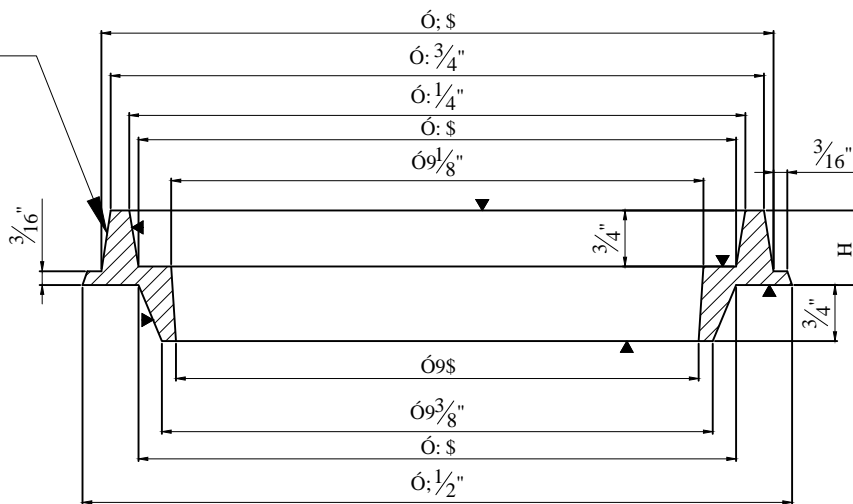 Ó; $
Ó: 3/4"
Ó: 1/4"
Ó: $
3/16"
Ó9 1/8"
3/16"
3/4"
H
3/4"
Ó9$
Ó9 3/8"
Ó: $
Ó; 1/2"